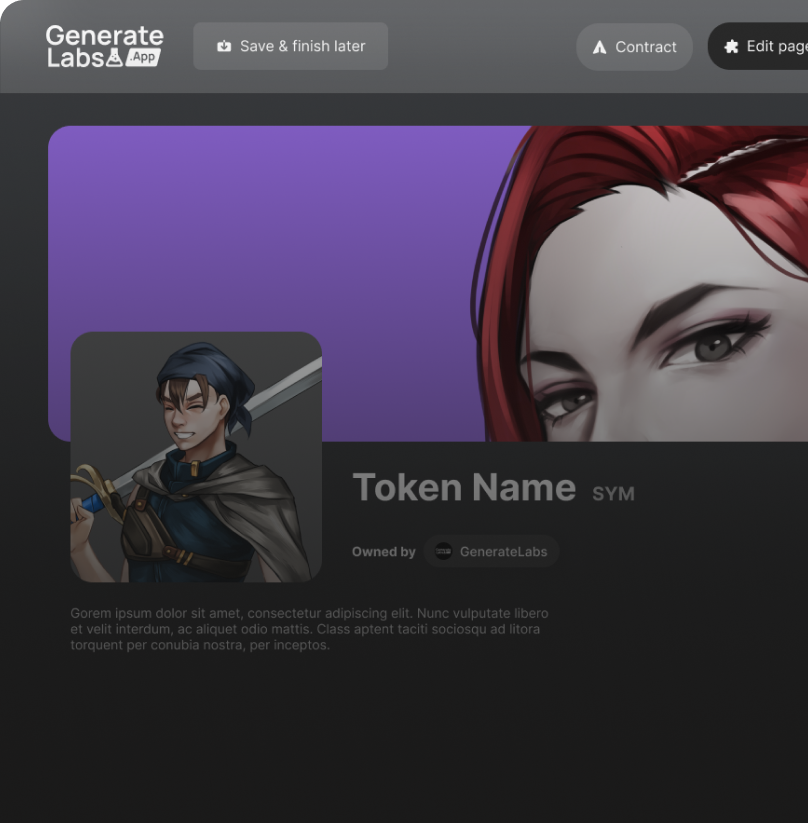 Generate
Labs .App
Save & finish later
Contract
Edit page
Token Name SYM
Owned by GenerateLabs
Gorem ipsum dolor sit amet, consectetur adipiscing elit. Nunc vulputate libero
et velit interdum, ac aliquet odio mattis. Class aptent taciti sociosqu ad litora
torquent per conubia nostra, per inceptos.